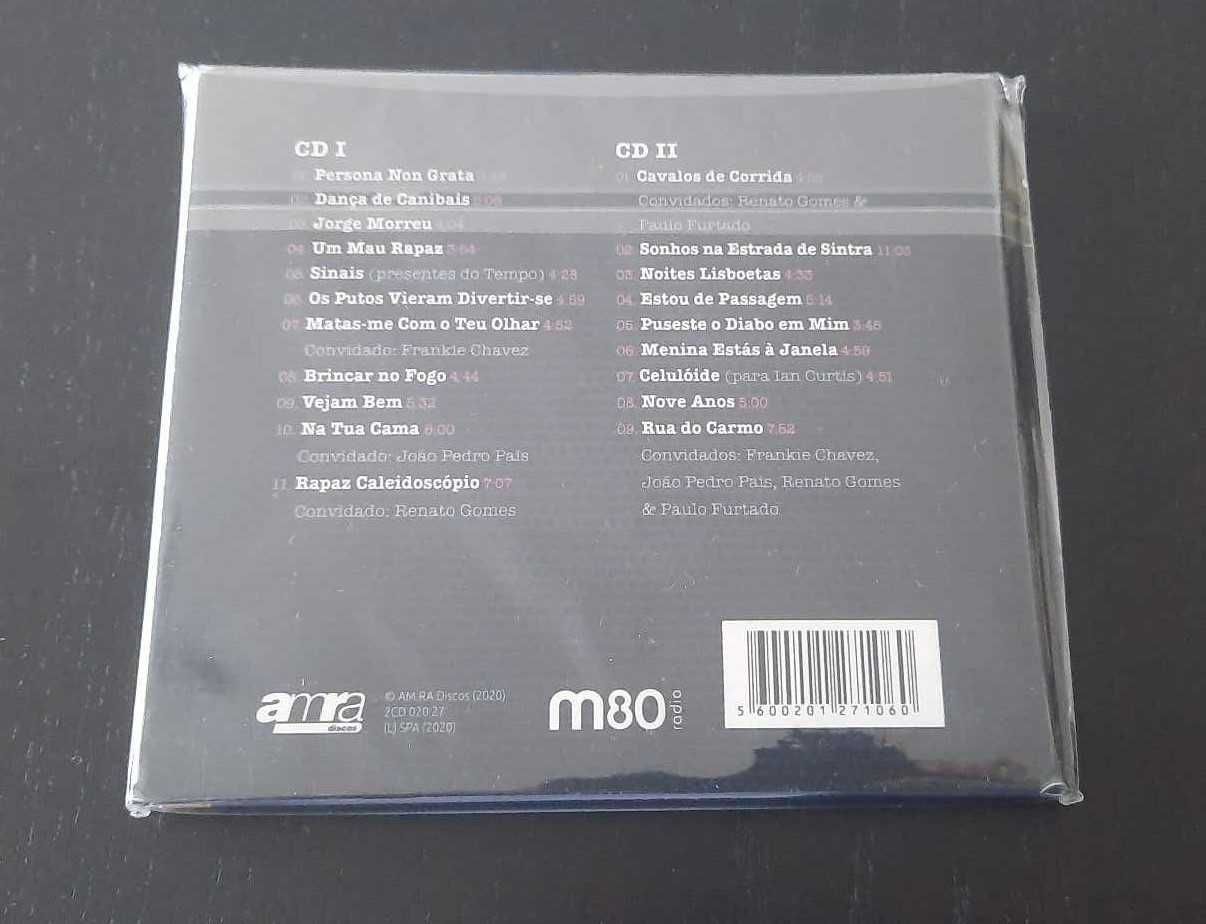 CD I
Persona Non Grata
Dança de Canibais
Jorge Morreu
04. Um Mau Rapaz 3:54
05. Sinais (presentes do Tempo) 4:28
06. Os Putos Vieram Divertir-se 4:59
07. Matas-me Com o Teu Olhar 4:52
Convidado: Frankie Chavez
08. Brincar no Fogo 4:44
09. Vejam Bem 5:32
10. Na Tua Cama 6:00
Convidado: João Pedro Pais
11. Rapaz Caleidoscópio 7:07
Convidado: Renato Gomes
CD II
01. Cavalos de Corrida
Convidados: Renato Gomes &
Paulo Furtado
02. Sonhos na Estrada de Sintra 11:05
03. Noites Lisboetas 4:33
04. Estou de Passagem 5:14
05. Puseste o Diabo em Mim 3:45
06. Menina Estás à Janela 4:59
07. Celulóide (para Ian Curtis) 4:51
08. Nove Anos 5:00
09. Rua do Carmo 7:52
Convidados: Frankie Chavez,
João Pedro Pais, Renato Gomes
& Paulo Furtado
amra
discos
© AM.RA Discos (2020)
2CD 020.27
(LJ SPA (2020)
m80
radio
5 600201 271060